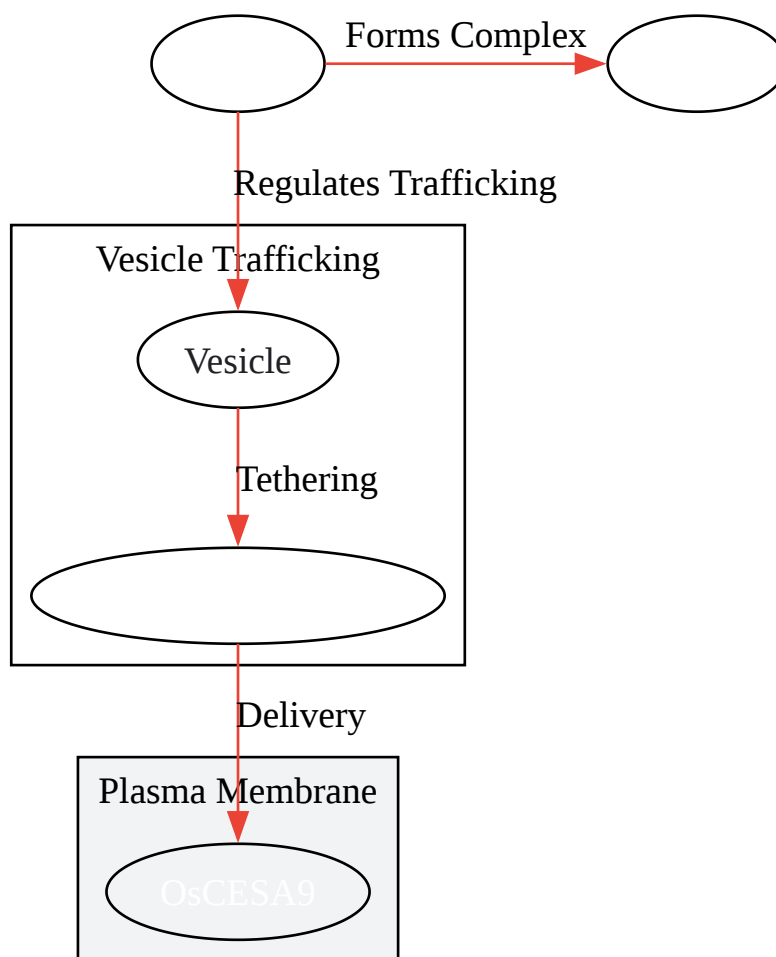 Forms Complex
Regulates Trafficking
Vesicle Trafficking
Vesicle
Tethering
Delivery
Plasma Membrane
OsCESA9